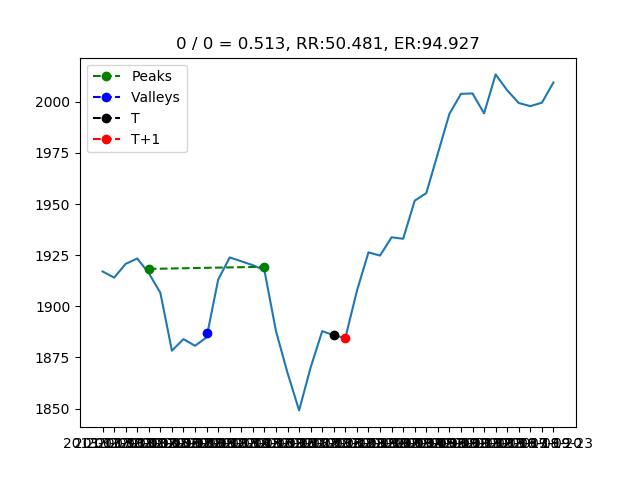 0 / 0 = 0.513, RR:50.481, ER:94.927
Peaks
Valleys
T
T+1
2000
1975
1950
1925
1900
1875
1850